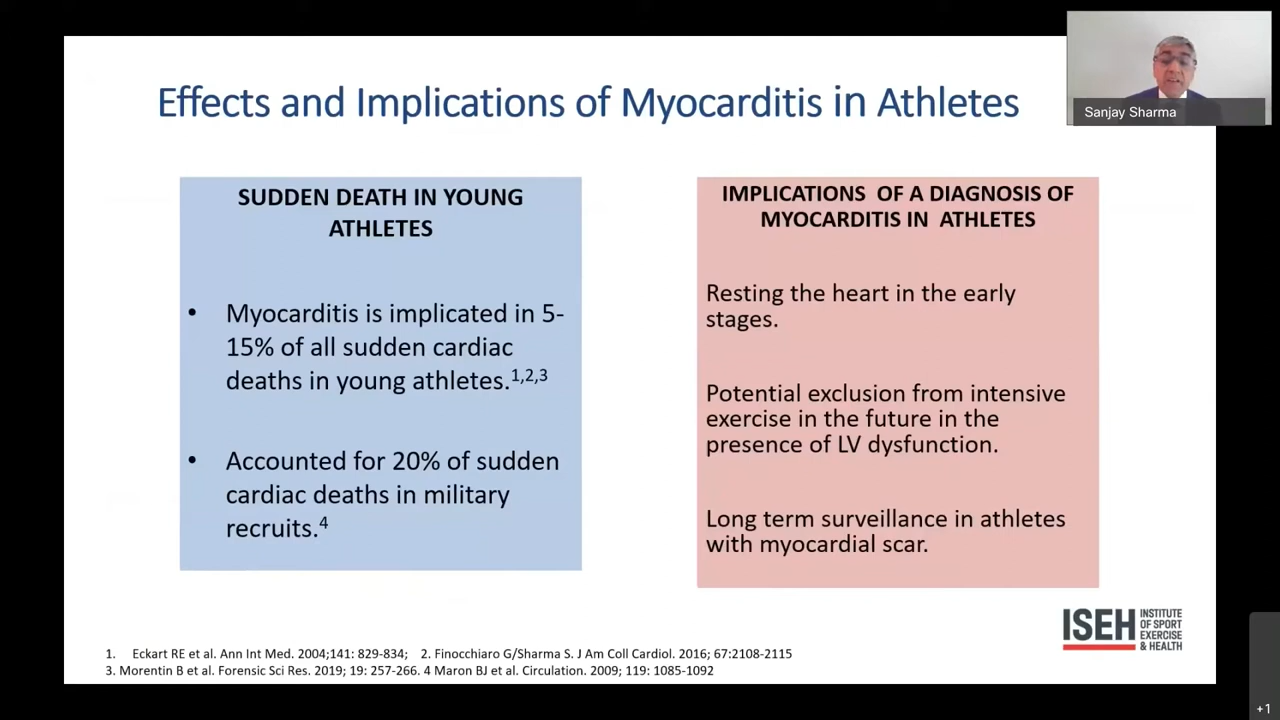 Effects and Implications of Myocarditis in Athletes
Sanjay Sharma
SUDDEN DEATH IN YOUNG
ATHLETES
• Myocarditis is implicated in 5-
15% of all sudden cardiac
deaths in young athletes.1,2,3
• Accounted for 20% of sudden
cardiac deaths in military
recruits.4
IMPLICATIONS OF A DIAGNOSIS OF
MYOCARDITIS IN ATHLETES
Resting the heart in the early
stages.
Potential exclusion from intensive
exercise in the future in the
presence of LV dysfunction.
Long term surveillance in athletes
with myocardial scar.
ISEH
INSTITUTE
OF SPORT
EXERCISE
& HEALTH
1. Eckart RE et al. Ann Int Med. 2004;141: 829-834; 2. Finocchiaro G/Sharma S. J Am Coll Cardiol. 2016; 67:2108-2115
3. Morentin B et al. Forensic Sci Res. 2019; 19: 257-266. 4 Maron BJ et al. Circulation. 2009; 119: 1085-1092
+1